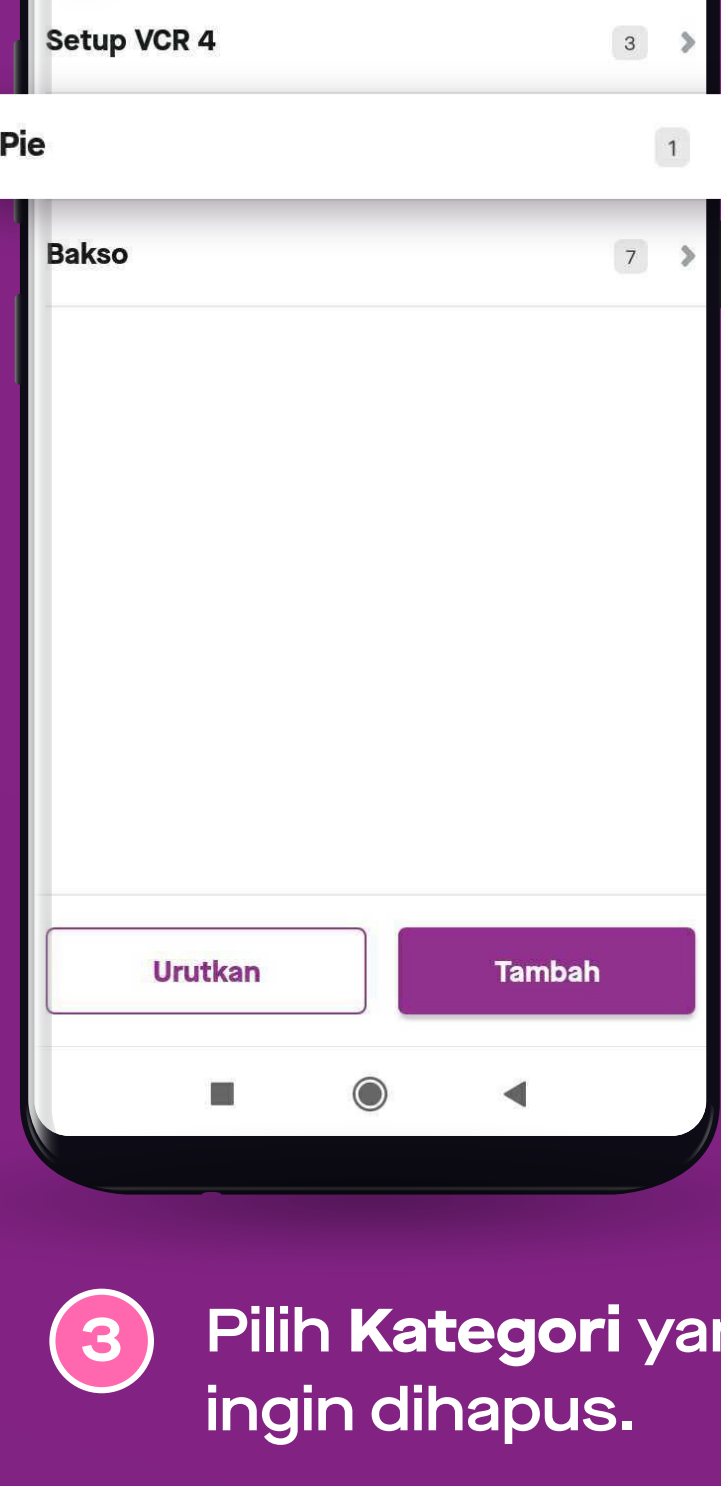 Setup VCR 4 3
Pie 1
Bakso 7
Urutkan Tambah
3 Pilih Kategori
ingin dihapus.